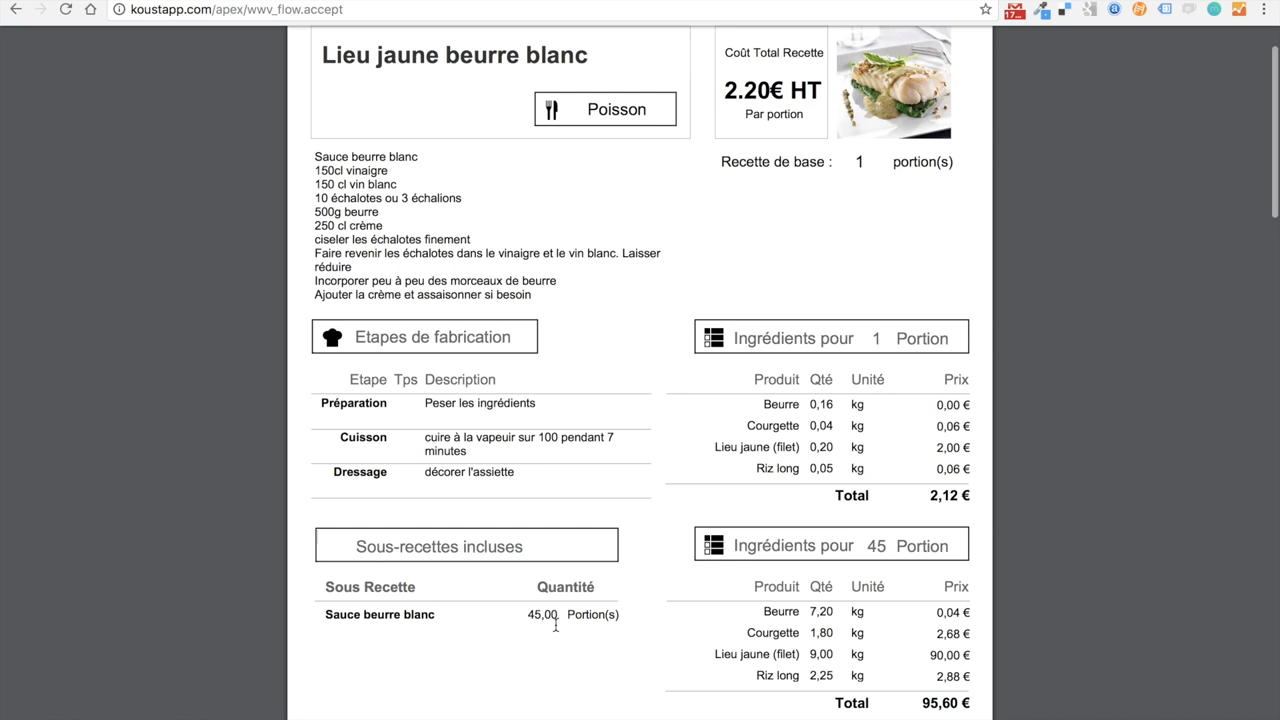 koustapp.com/apex/wwv_flow.accept
17...
Lieu jaune beurre blanc
Poisson
Coût Total Recette
2.20€ HT
Par portion
Recette de base : 1 portion(s)
Sauce beurre blanc
150cl vinaigre
150 cl vin blanc
10 échalotes ou 3 échalions
500g beurre
250 cl crème
ciseler les échalotes finement
Faire revenir les échalotes dans le vinaigre et le vin blanc. Laisser
réduire
Incorporer peu à peu des morceaux de beurre
Ajouter la crème et assaisonner si besoin
Etapes de fabrication
Etape Tps Description
Préparation Peser les ingrédients
Cuisson cuire à la vapeuir sur 100 pendant 7
minutes
Dressage décorer l'assiette
Ingrédients pour 1 Portion
Produit Qté Unité Prix
Beurre 0,16 kg 0,00 €
Courgette 0,04 kg 0,06 €
Lieu jaune (filet) 0,20 kg 2,00 €
Riz long 0,05 kg 0,06 €
Total 2,12 €
Sous-recettes incluses
Sous Recette Quantité
Sauce beurre blanc 45,00 Portion(s)
Ingrédients pour 45 Portion
Produit Qté Unité Prix
Beurre 7,20 kg 0,04 €
Courgette 1,80 kg 2,68 €
Lieu jaune (filet) 9,00 kg 90,00 €
Riz long 2,25 kg 2,88 €
Total 95,60 €